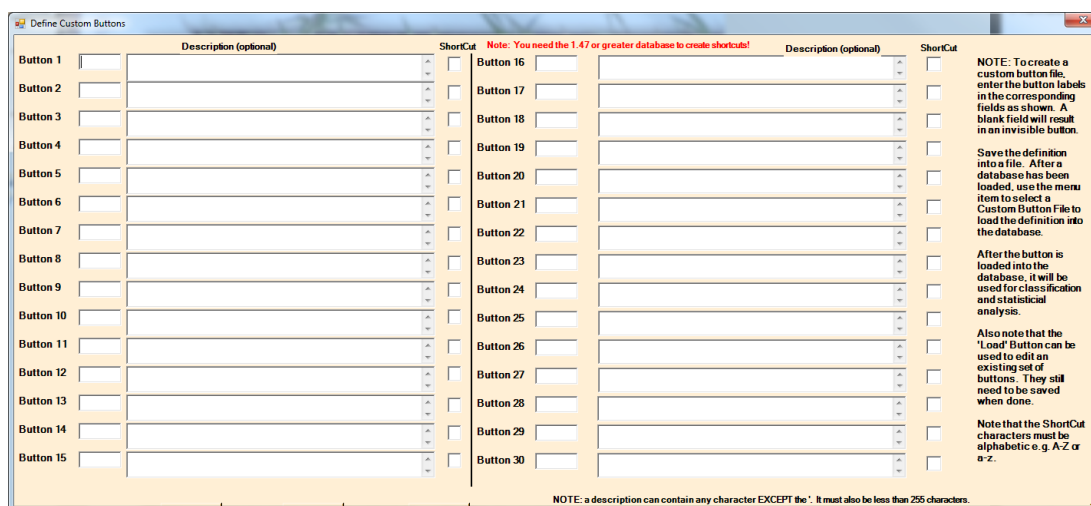 Define Custom Buttons
Description (optional)
ShortCut
Note: You need the 1.47 or greater database to create shortcuts!
Description (optional)
ShortCut
Button 1
Button 2
Button 3
Button 4
Button 5
Button 6
Button 7
Button 8
Button 9
Button 10
Button 11
Button 12
Button 13
Button 14
Button 15
Button 16
Button 17
Button 18
Button 19
Button 20
Button 21
Button 22
Button 23
Button 24
Button 25
Button 26
Button 27
Button 28
Button 29
Button 30
NOTE: To create a
custom button file,
enter the button labels
in the corresponding
fields as shown. A
blank field will result
in an invisible button.
Save the definition
into a file. After a
database has been
loaded, use the menu
item to select a
Custom Button File to
load the definition into
the database.
After the button is
loaded into the
database, it will be
used for classification
and statisticial
analysis.
Also note that the
'Load' Button can be
used to edit an
existing set of
buttons. They still
need to be saved
when done.
Note that the ShortCut
characters must be
alphabetic e.g. A-Z or
a-z.
NOTE: a description can contain any character EXCEPT the '. It must also be less than 255 characters.